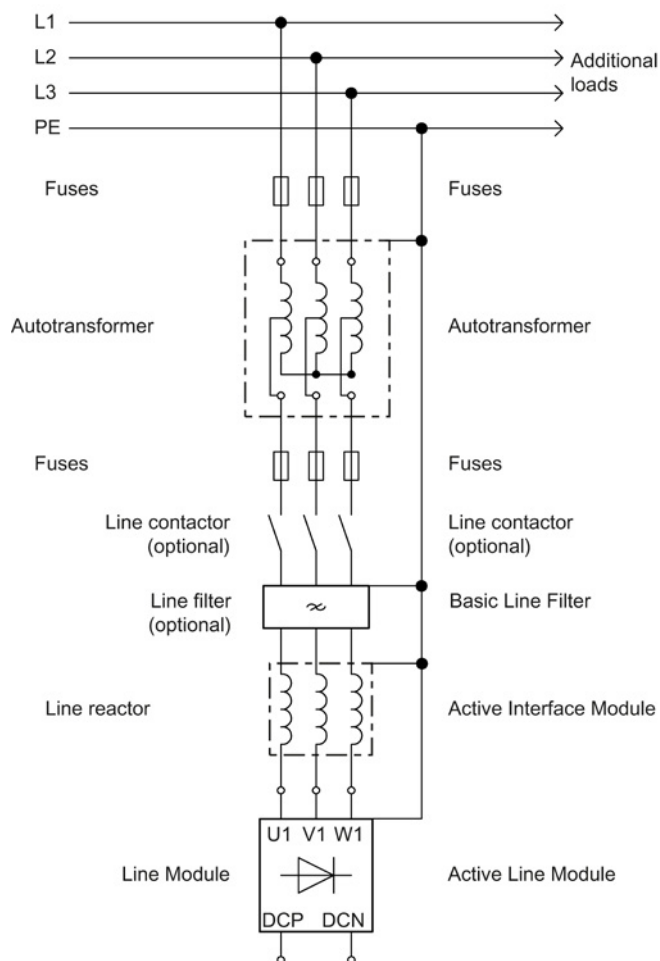 L1
L2
Additional
loads
L3
PE
Fuses
Fuses
Autotransformer
Autotransformer
Fuses
Fuses
Line contactor
(optional)
Line contactor
(optional)
Line filter
(optional)
~
Basic Line Filter
Line reactor
Active Interface Module
U1 V1 W1
Line Module
Active Line Module
DCP DCN